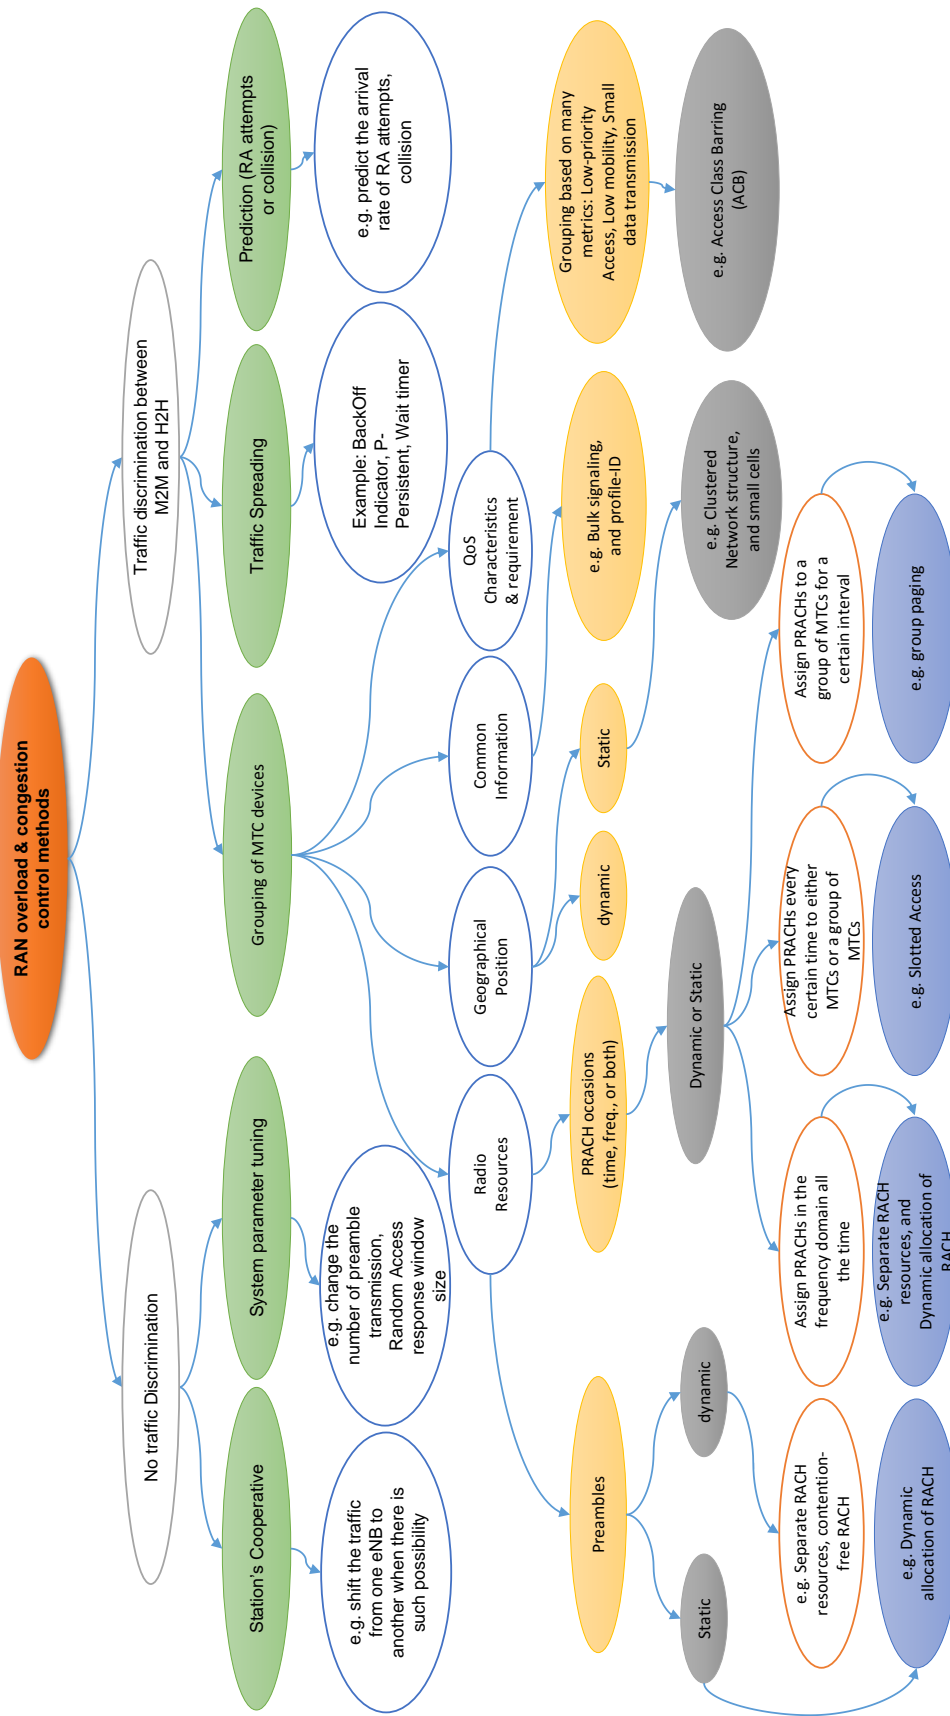 RAN overload & congestion
control methods
No traffic Discrimination
Traffic discrimination between
M2M and H2H
Station's Cooperative
System parameter tuning
Grouping of MTC devices
Traffic Spreading
Prediction (RA attempts
or collision)
e.g. shift the traffic
from one eNB to
another when there is
such possibility
e.g. change the
number of preamble
transmission,
Random Access
response window
size
Example: BackOff
Indicator, P-
Persistent, Wait timer
e.g. predict the arrival
rate of RA attempts,
collision
Radio
Resources
Geographical
Position
Common
Information
QoS
Characteristics
& requirement
Preambles
PRACH occasions
(time, freq., or both)
dynamic
Static
e.g. Bulk signaling,
and profile-ID
Grouping based on many
metrics: Low-priority
Access, Low mobility, Small
data transmission
Static
dynamic
Dynamic or Static
e.g. Clustered
Network structure,
and small cells
e.g. Access Class Barring
(ACB)
e.g. Separate RACH
resources, contention-
free RACH
Assign PRACHs in the
frequency domain all
the time
Assign PRACHs every
certain time to either
MTCs or a group of
MTCs
Assign PRACHs to a
group of MTCs for a
certain interval
e.g. Dynamic
allocation of RACH
e.g. Separate RACH
resources, and
Dynamic allocation of
RACH
e.g. Slotted Access
e.g. group paging